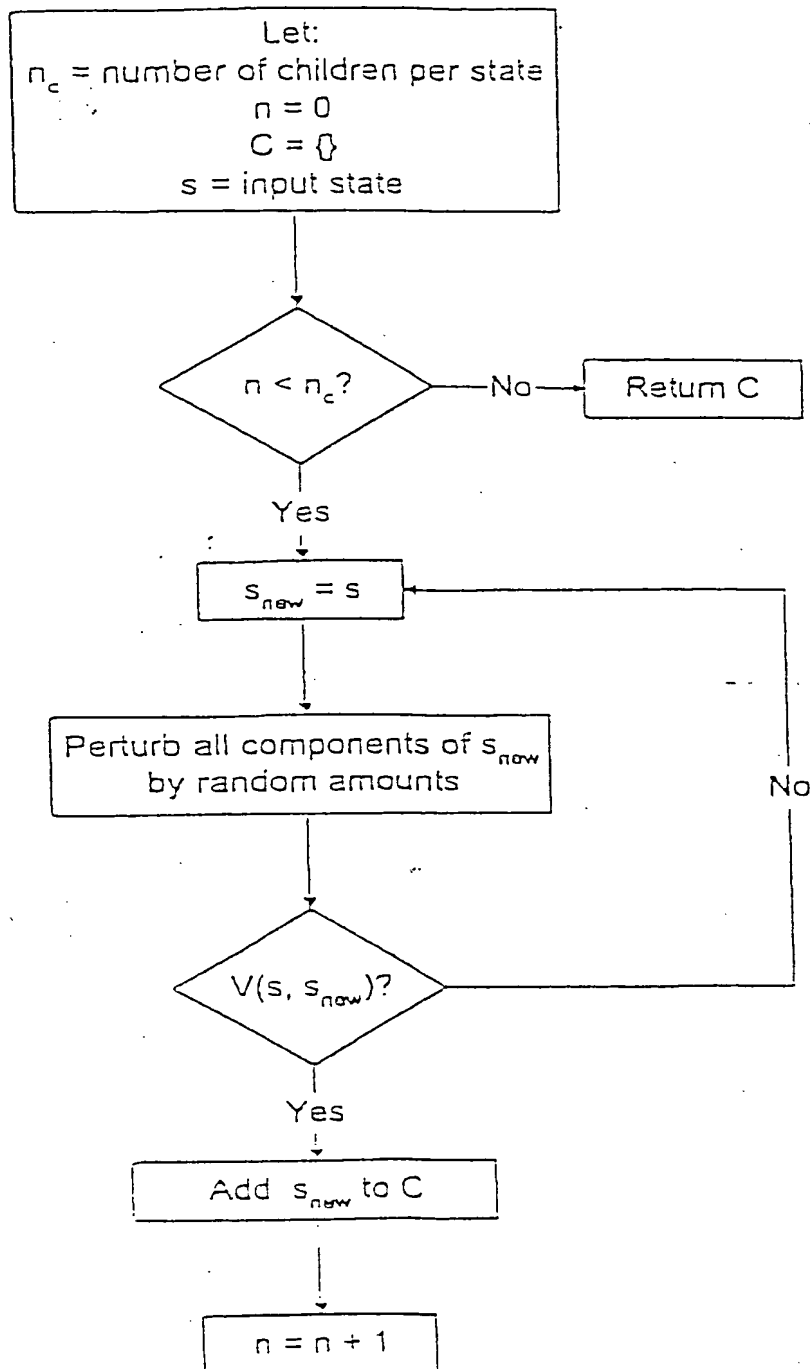 Let:
n_c = number of children per state
n = 0
C = {}
s = input state
n < n_c?
No
Return C
Yes
s_new = s
Perturb all components of s_new
by random amounts
No
V(s, s_new)?
Yes
Add s_new to C
n = n + 1